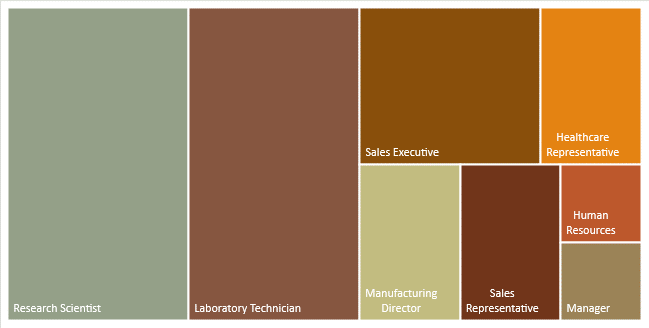 Research Scientist
Laboratory Technician
Sales Executive
Healthcare
Representative
Manufacturing
Director
Sales
Representative
Human
Resources
Manager